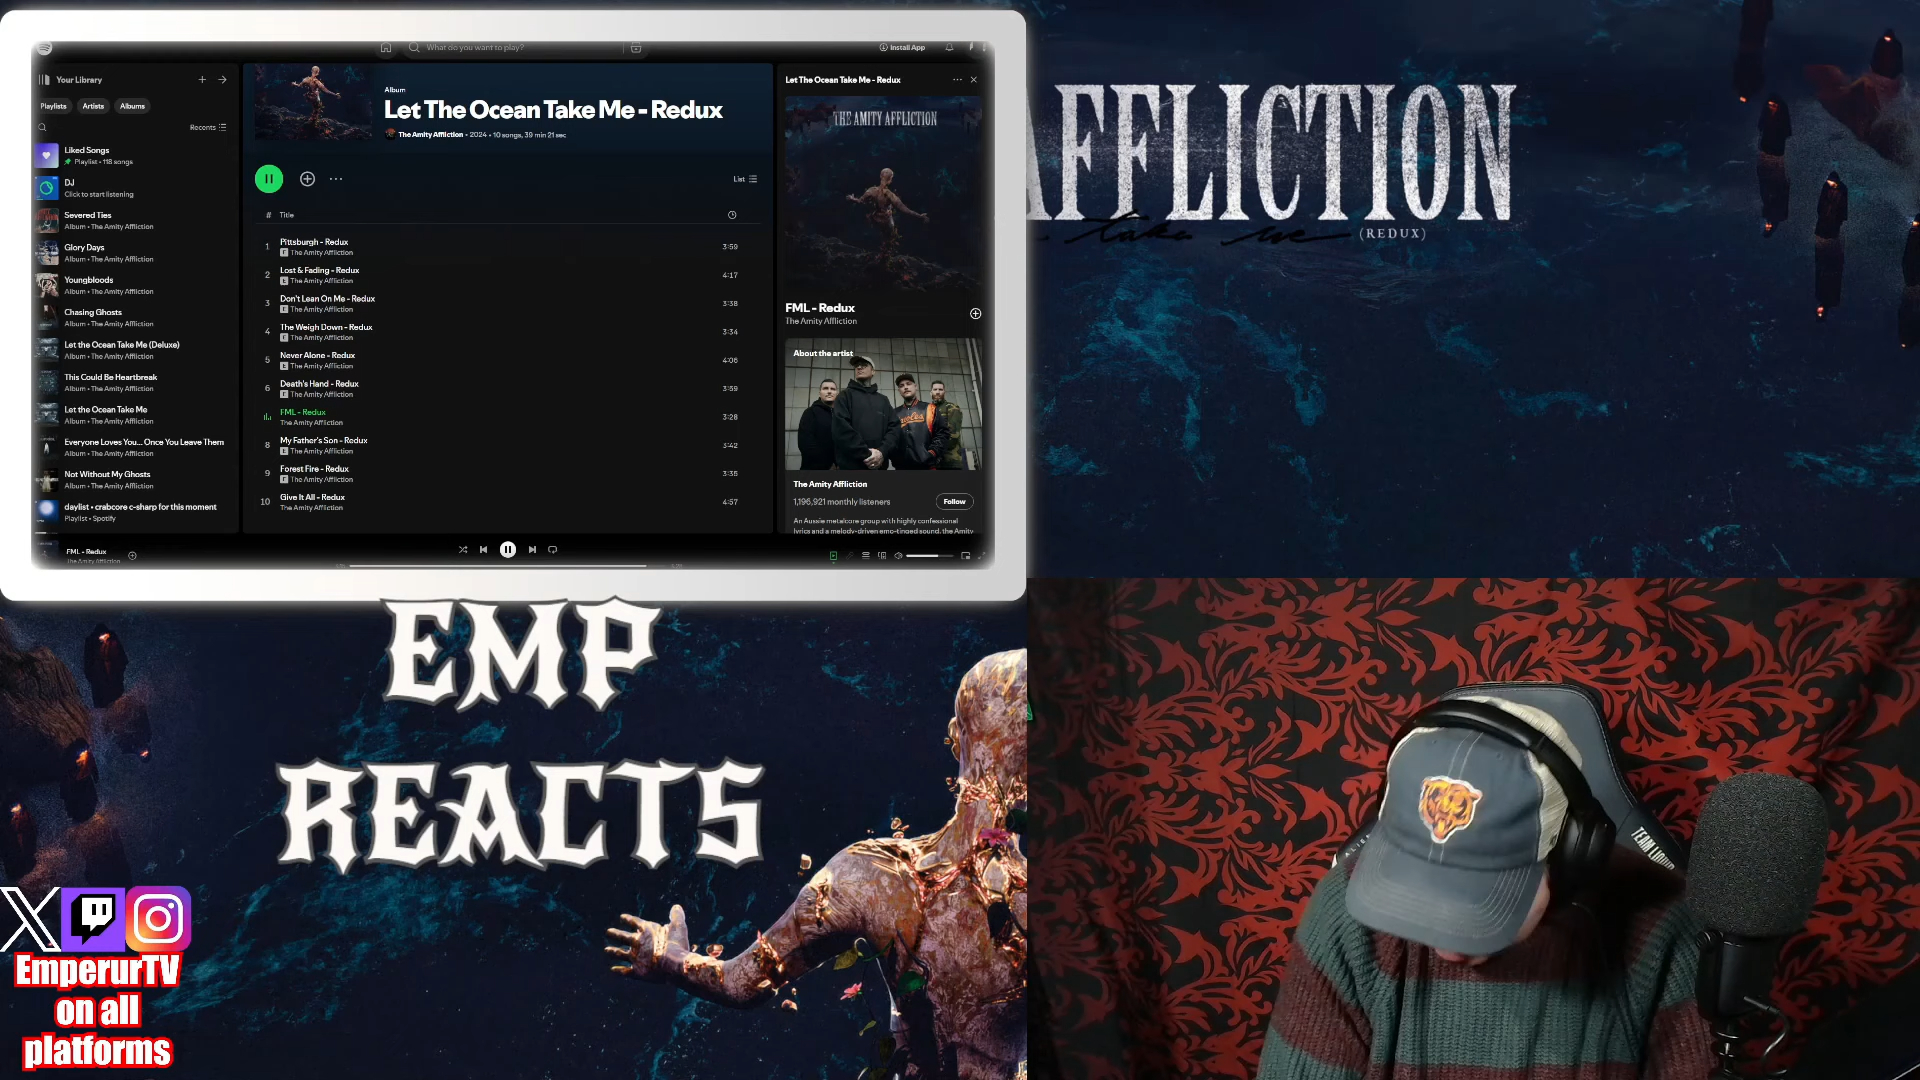 What do you want to play?
Install App
Your Library
Playlists
Artists
Albums
Recents
Liked Songs
Playlist • 118 songs
DJ
Click to start listening
Severed Ties
Album • The Amity Affliction
Glory Days
Album • The Amity Affliction
Youngbloods
Album • The Amity Affliction
Chasing Ghosts
Album • The Amity Affliction
Let the Ocean Take Me (Deluxe)
Album • The Amity Affliction
This Could Be Heartbreak
Album • The Amity Affliction
Let the Ocean Take Me
Album • The Amity Affliction
Everyone Loves You... Once You Leave Them
Album • The Amity Affliction
Not Without My Ghosts
Album • The Amity Affliction
daylist • crabcore c-sharp for this moment
Playlist • Spotify
FML - Redux
The Amity Affliction
Album
Let The Ocean Take Me - Redux
The Amity Affliction • 2024 • 10 songs, 39 min 21 sec
List
# Title
1 Pittsburgh - Redux 3:59
E The Amity Affliction
2 Lost & Fading - Redux 4:17
E The Amity Affliction
3 Don't Lean On Me - Redux 3:38
E The Amity Affliction
4 The Weigh Down - Redux 3:34
E The Amity Affliction
5 Never Alone - Redux 4:06
E The Amity Affliction
6 Death's Hand - Redux 3:59
E The Amity Affliction
FML - Redux 3:28
The Amity Affliction
8 My Father's Son - Redux 3:42
E The Amity Affliction
9 Forest Fire - Redux 3:35
E The Amity Affliction
10 Give It All - Redux 4:57
The Amity Affliction
Let The Ocean Take Me - Redux
THE AMITY AFFLICTION
FML - Redux
The Amity Affliction
About the artist
The Amity Affliction
1,196,921 monthly listeners
Follow
An Aussie metalcore group with highly confessional
lyrics and a melody-driven emo-tinged sound, the Amity
AFFLICTION
take me (REDUX)
EMP
REACTS
EmperurTV
on all
platforms
TEAM LIQUID